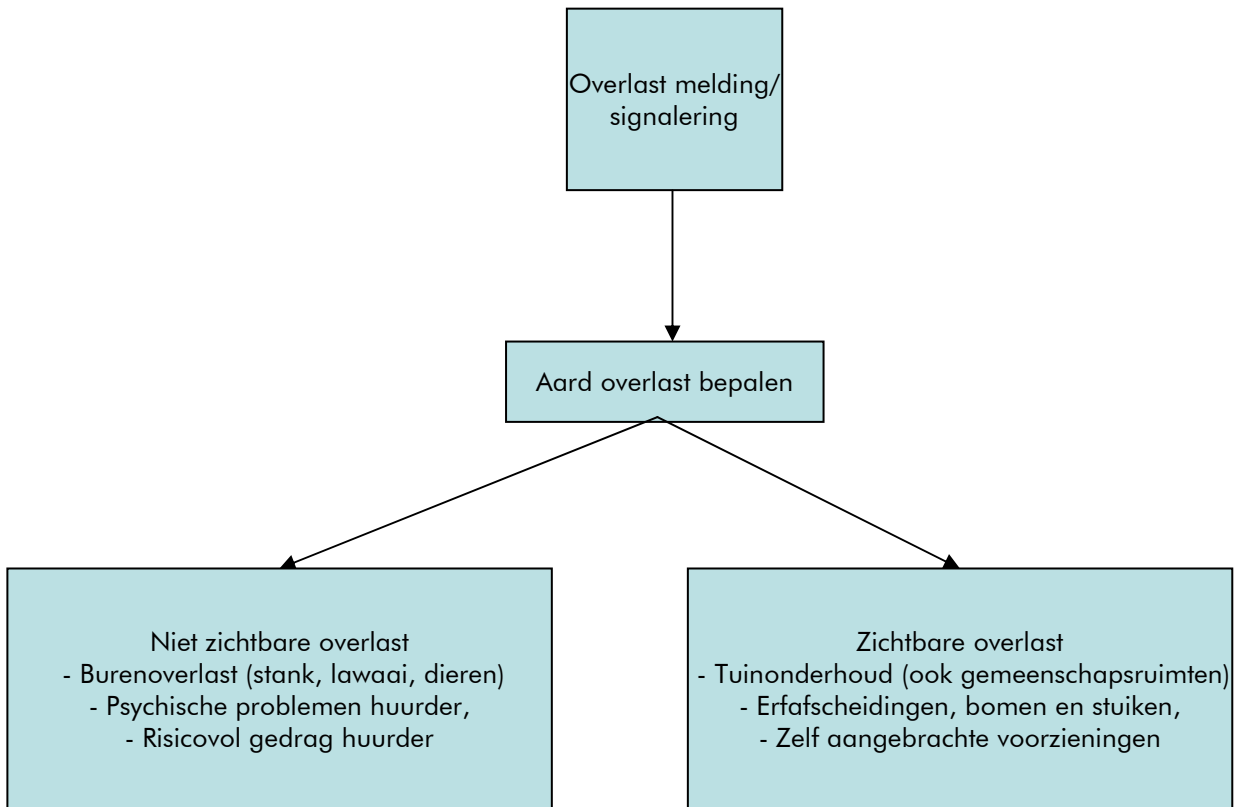 Overlast melding/
signalering
Aard overlast bepalen
Niet zichtbare overlast
- Burenoverlast (stank, lawaai, dieren)
- Psychische problemen huurder,
- Risicovol gedrag huurder
Zichtbare overlast
- Tuinonderhoud (ook gemeenschapsruimten)
- Erfafscheidingen, bomen en stuiken,
- Zelf aangebrachte voorzieningen